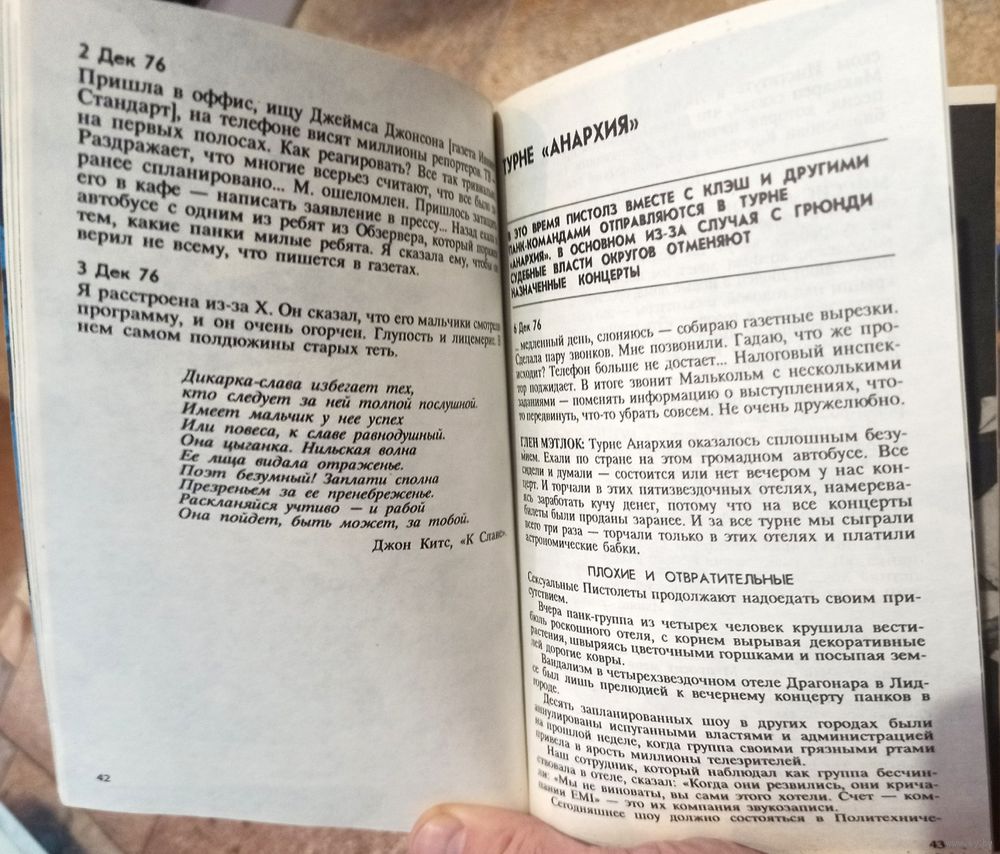 2 Дек 76
Пришла в оффис, ищу Джеймса Джонсона [газета
Стандарт], на телефоне висят миллионы репортеров. ТВ —
на первых полосах. Как реагировать? Все так
Раздражает, что многие всерьез считают, что все было
ранее спланировано... М. ошеломлен. Пришлось
его в кафе — написать заявление в прессу... Назад
автобусе с одним из ребят из Обзервера, который
тем, какие панки милые ребята. Я сказала ему, чтобы
верил не всему, что пишется в газетах.
3 Дек 76
Я расстроена из-за Х. Он сказал, что его мальчики смотрели
программу, и он очень огорчен. Глупость и лицемерие. В
нем самом полдюжины старых теть.
Дикарка-слава избегает тех,
кто следует за ней толпой послушной.
Имеет мальчик у нее успех
Или повеса, к славе равнодушный.
Она цыганка. Нильская волна
Ее лица видала отраженье.
Поэт безумный! Заплати сполна
Презреньем за ее пренебреженье.
Раскланяйся учтиво — и рабой
Она пойдет, быть может, за тобой.
Джон Китс, «К Славе».
42
ТУРНЕ «АНАРХИЯ»
В ЭТО ВРЕМЯ ПИСТОЛЗ ВМЕСТЕ С КЛЭШ И ДРУГИМИ
ПАНК-КОМАНДАМИ ОТПРАВЛЯЮТСЯ В ТУРНЕ
«АНАРХИЯ». В ОСНОВНОМ ИЗ-ЗА СЛУЧАЯ С ГРЮНДИ
СУДЕБНЫЕ ВЛАСТИ ОКРУГОВ ОТМЕНЯЮТ
НАЗНАЧЕННЫЕ КОНЦЕРТЫ
6 Дек 76
...медленный день, слоняюсь — собираю газетные вырезки.
Сделала пару звонков. Мне позвонили. Гадаю, что же про-
исходит? Телефон больше не достает... Налоговый инспек-
тор поджидает. В итоге звонит Малькольм с несколькими
заданиями — поменять информацию о выступлениях, что-
то передвинуть, что-то убрать совсем. Не очень дружелюбно.
ГЛЕН МЭТЛОК: Турне Анархия оказалось сплошным безу-
мием. Ехали по стране на этом громадном автобусе. Все
сидели и думали — состоится или нет вечером у нас кон-
церт. И торчали в этих пятизвездочных отелях, намерева-
ясь заработать кучу денег, потому что на все концерты
билеты были проданы заранее. И за все турне мы сыграли
всего три раза — торчали только в этих отелях и платили
астрономические бабки.
ПЛОХИЕ И ОТВРАТИТЕЛЬНЫЕ
Сексуальные Пистолеты продолжают надоедать своим при-
сутствием.
Вчера панк-группа из четырех человек крушила вести-
бюль роскошного отеля, с корнем вырывая декоративные
растения, швыряясь цветочными горшками и посыпая зем-
лей дорогие ковры.
Вандализм в четырехзвездочном отеле Драгонара в Лид-
се был лишь прелюдией к вечернему концерту панков в
городе.
Десять запланированных шоу в других городах были
аннулированы испуганными властями и администрацией
на прошлой неделе, когда группа своими грязными ртами
привела в ярость миллионы телезрителей.
Наш сотрудник, который наблюдал как группа бесчин-
ствовала в отеле, сказал: «Когда они резвились, они крича-
ли: «Мы не виноваты, вы сами этого хотели. Счет — ком-
пании EMI» — это их компания звукозаписи.
Сегодняшнее шоу должно состояться в Политехниче-
43